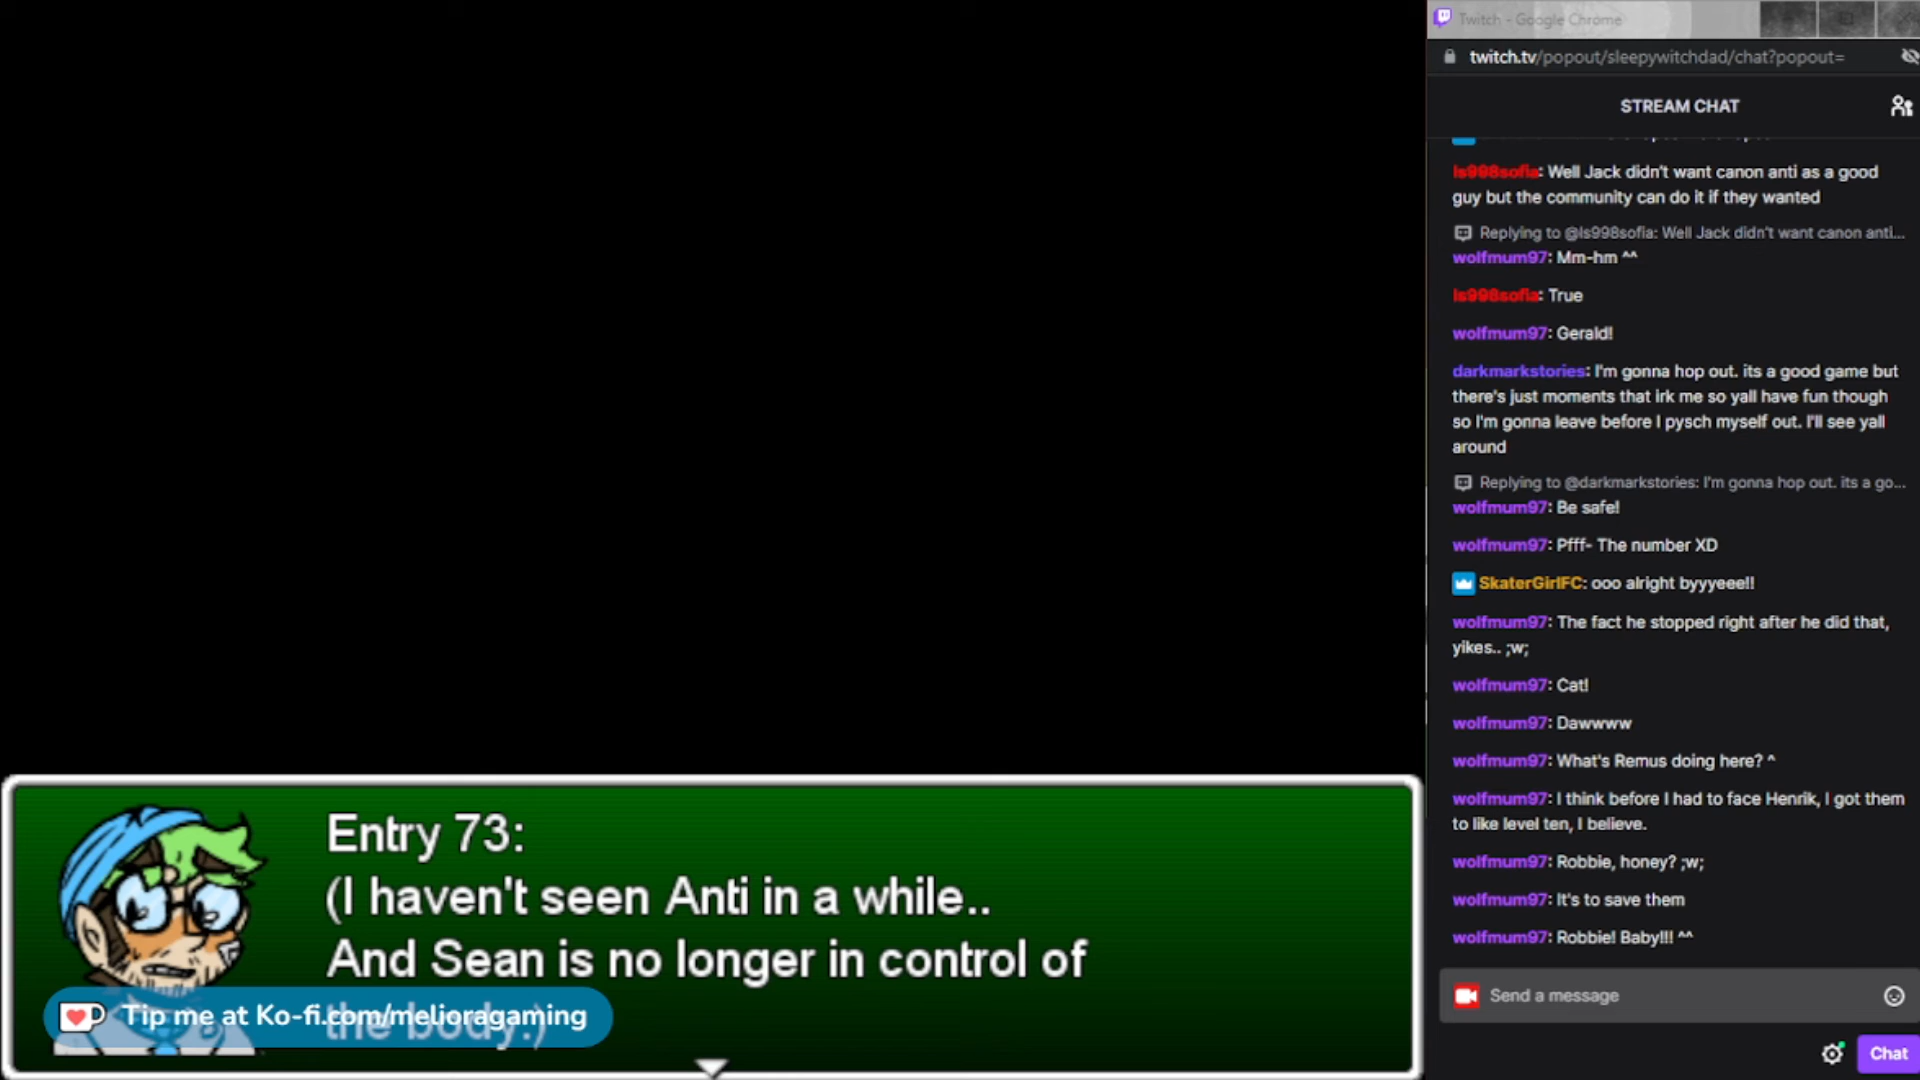 Entry 73:
(I haven't seen Anti in a while..
And Sean is no longer in control of
the body.)
Tip me at Ko-fi.com/melioragaming
Twitch - Google Chrome
twitch.tv/popout/sleepywitchdad/chat?popout=
STREAM CHAT
ls998sofia: Well Jack didn't want canon anti as a good
guy but the community can do it if they wanted
Replying to @ls998sofia: Well Jack didn't want canon anti...
wolfmum97: Mm-hm ^^
ls998sofia: True
wolfmum97: Gerald!
darkmarkstories: I'm gonna hop out. its a good game but
there's just moments that irk me so yall have fun though
so I'm gonna leave before I pysch myself out. I'll see yall
around
Replying to @darkmarkstories: I'm gonna hop out. its a go...
wolfmum97: Be safe!
wolfmum97: Pfff- The number XD
SkaterGirlFC: ooo alright byyyeee!!
wolfmum97: The fact he stopped right after he did that,
yikes.. ;w;
wolfmum97: Cat!
wolfmum97: Dawwww
wolfmum97: What's Remus doing here? ^
wolfmum97: I think before I had to face Henrik, I got them
to like level ten, I believe.
wolfmum97: Robbie, honey? ;w;
wolfmum97: It's to save them
wolfmum97: Robbie! Baby!!! ^^
Send a message
Chat